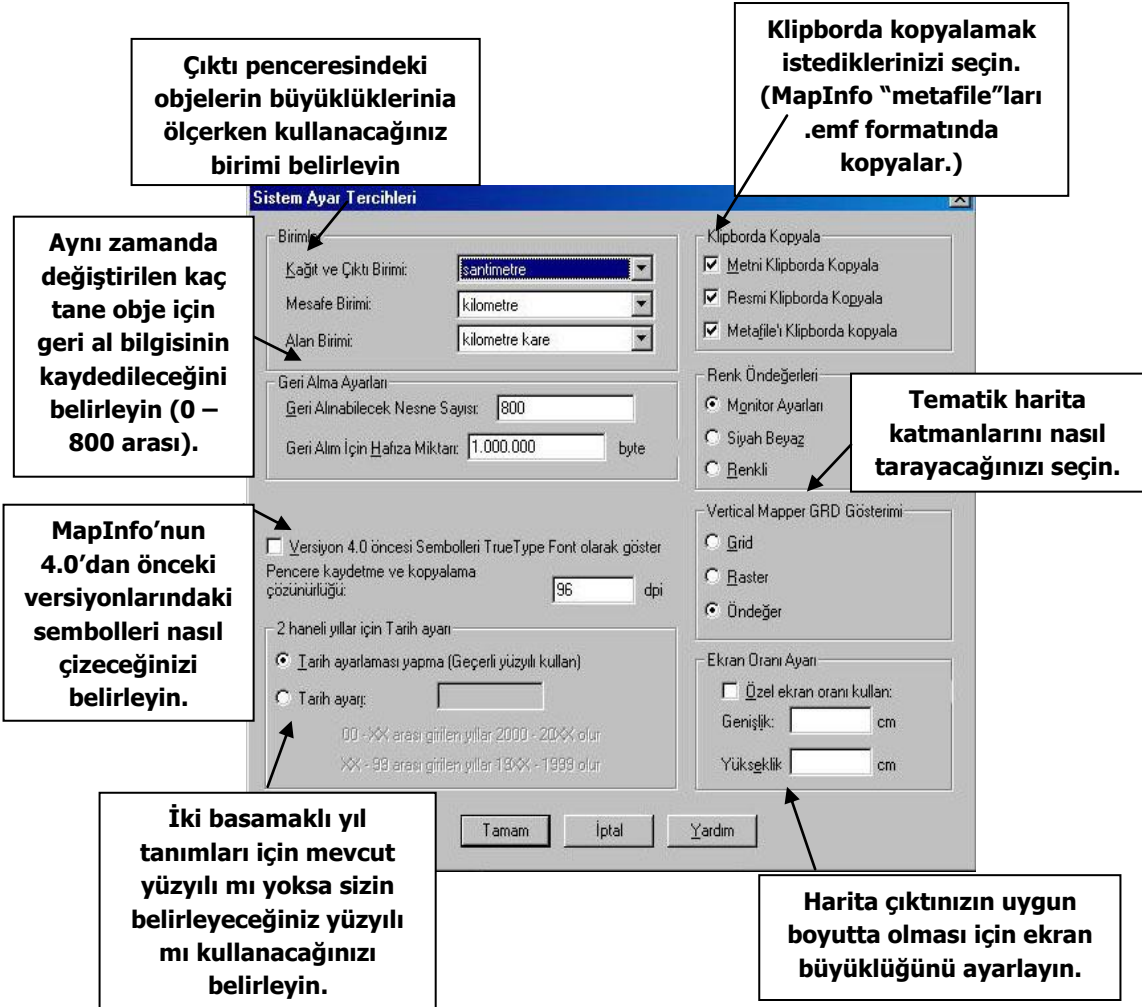 Klipborda kopyalamak
istediklerinizi seçin.
(MapInfo “metafile”ları
.emf formatında
kopyalar.)
Çıktı penceresindeki
objelerin büyüklüklerinia
ölçerken kullanacağınız
birimi belirleyin
Aynı zamanda
değiştirilen kaç
tane obje için
geri al bilgisinin
kaydedileceğini
belirleyin (0 –
800 arası).
MapInfo’nun
4.0’dan önceki
versiyonlarındaki
sembolleri nasıl
çizeceğinizi
belirleyin.
Sistem Ayar Tercihleri
Birimle
Kağıt ve Çıktı Birimi: santimetre
Mesafe Birimi: kilometre
Alan Birimi: kilometre kare
Geri Alma Ayarları
Geri Alınabilecek Nesne Sayısı: 800
Geri Alım İçin Hafıza Miktarı: 1.000.000 byte
Versiyon 4.0 öncesi Sembolleri TrueType Font olarak göster
Pencere kaydetme ve kopyalama
çözünürlüğü: 96 dpi
2 haneli yıllar için Tarih ayarı
Tarih ayarlaması yapma (Geçerli yüzyılı kullan)
Tarih ayarı:
00 - XX arası girilen yıllar 2000 - 20XX olur
XX - 99 arası girilen yıllar 19XX - 1999 olur
Klipborda Kopyala
Metni Klipborda Kopyala
Resmi Klipborda Kopyala
Metafile'ı Klipborda kopyala
Renk Öndeğerleri
Monitor Ayarları
Siyah Beyaz
Renkli
Vertical Mapper GRD Gösterimi
Grid
Raster
Öndeğer
Ekran Oranı Ayarı
Özel ekran oranı kullan:
Genişlik: cm
Yükseklik cm
Tamam
İptal
Yardım
Tematik harita
katmanlarını nasıl
tarayacağınızı seçin.
İki basamaklı yıl
tanımları için mevcut
yüzyılı mı yoksa sizin
belirleyeceğiniz yüzyılı
mı kullanacağınızı
belirleyin.
Harita çıktınızın uygun
boyutta olması için ekran
büyüklüğünü ayarlayın.